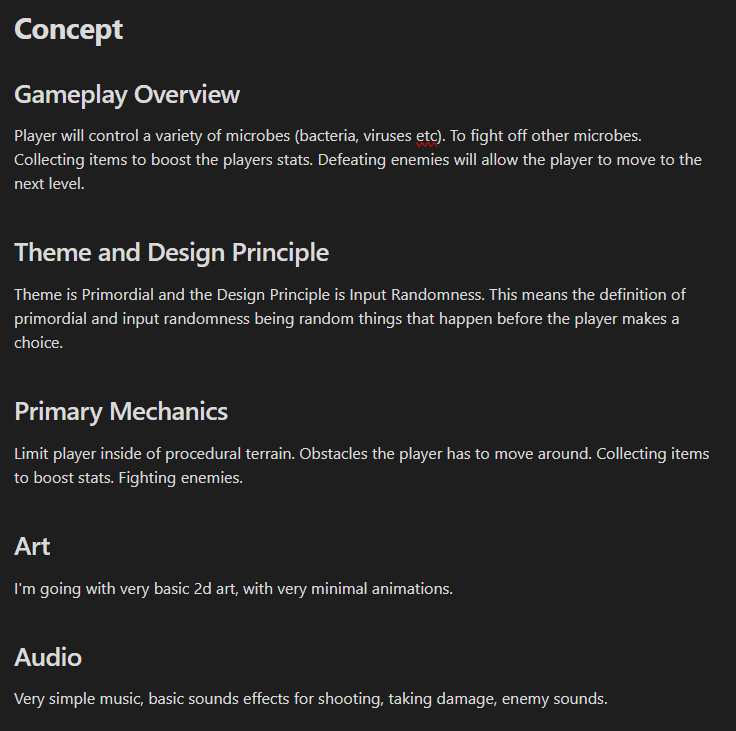 Concept
Gameplay Overview
Player will control a variety of microbes (bacteria, viruses etc). To fight off other microbes.
Collecting items to boost the players stats. Defeating enemies will allow the player to move to the
next level.
Theme and Design Principle
Theme is Primordial and the Design Principle is Input Randomness. This means the definition of
primordial and input randomness being random things that happen before the player makes a
choice.
Primary Mechanics
Limit player inside of procedural terrain. Obstacles the player has to move around. Collecting items
to boost stats. Fighting enemies.
Art
I'm going with very basic 2d art, with very minimal animations.
Audio
Very simple music, basic sounds effects for shooting, taking damage, enemy sounds.